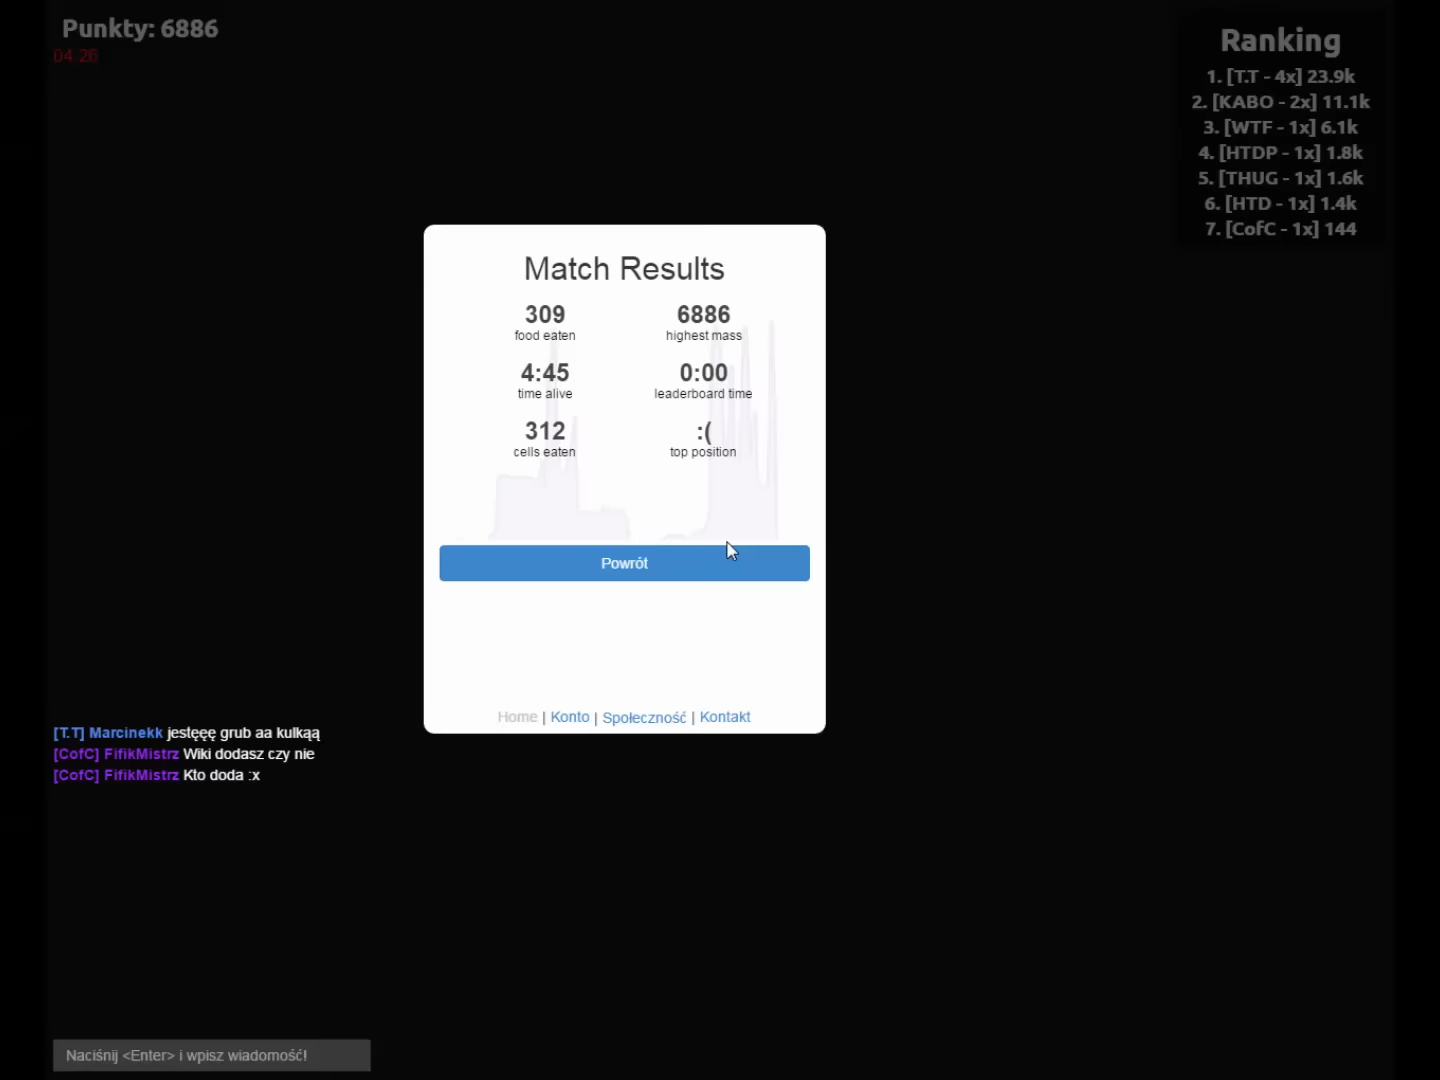 Punkty: 6886
04:26
Ranking
1. [T.T - 4x] 23.9k
2. [KABO - 2x] 11.1k
3. [WTF - 1x] 6.1k
4. [HTDP - 1x] 1.8k
5. [THUG - 1x] 1.6k
6. [HTD - 1x] 1.4k
7. [CofC - 1x] 144
Match Results
309 6886
food eaten highest mass
4:45 0:00
time alive leaderboard time
312 :(
cells eaten top position
Powrót
Home | Konto | Społeczność | Kontakt
[T.T] Marcinekk jestęęę grub aa kulkąą
[CofC] FifikMistrz Wiki dodasz czy nie
[CofC] FifikMistrz Kto doda :x
Naciśnij <Enter> i wpisz wiadomość!